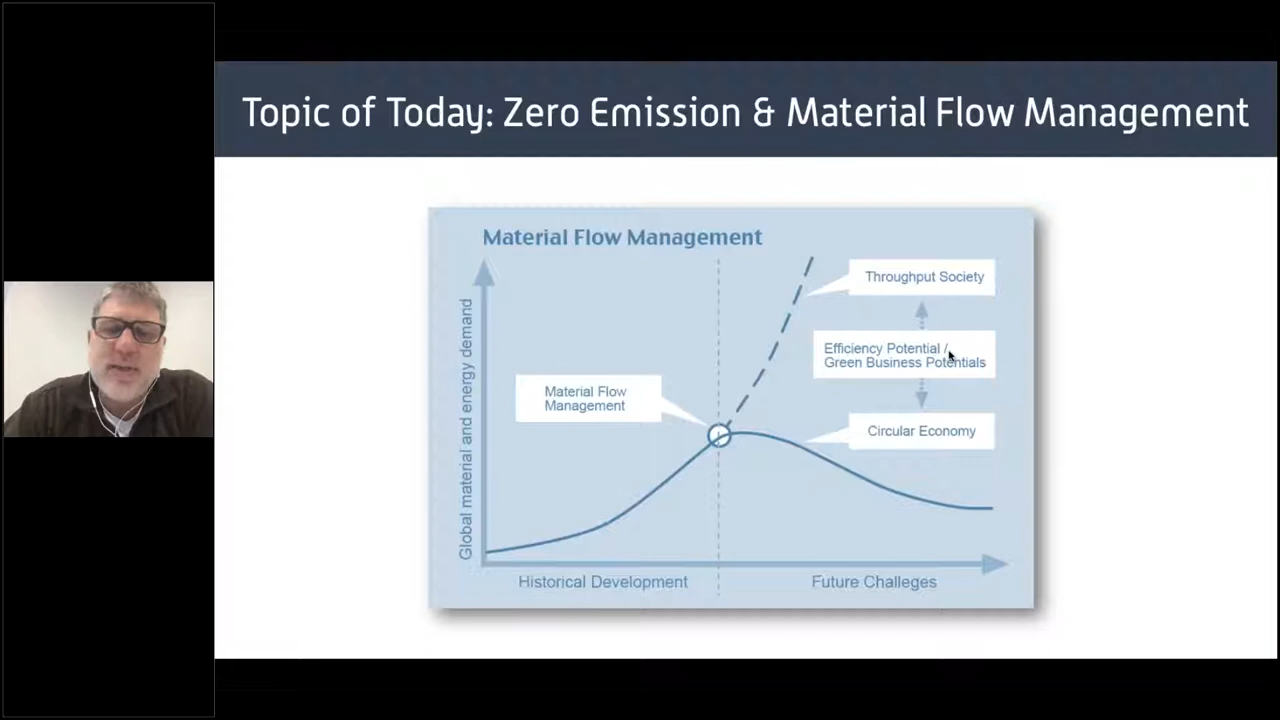 Topic of Today: Zero Emission & Material Flow Management
Material Flow Management
Throughput Society
Efficiency Potential /
Green Business Potentials
Material Flow
Management
Circular Economy
Global material and energy demand
Historical Development
Future Challeges